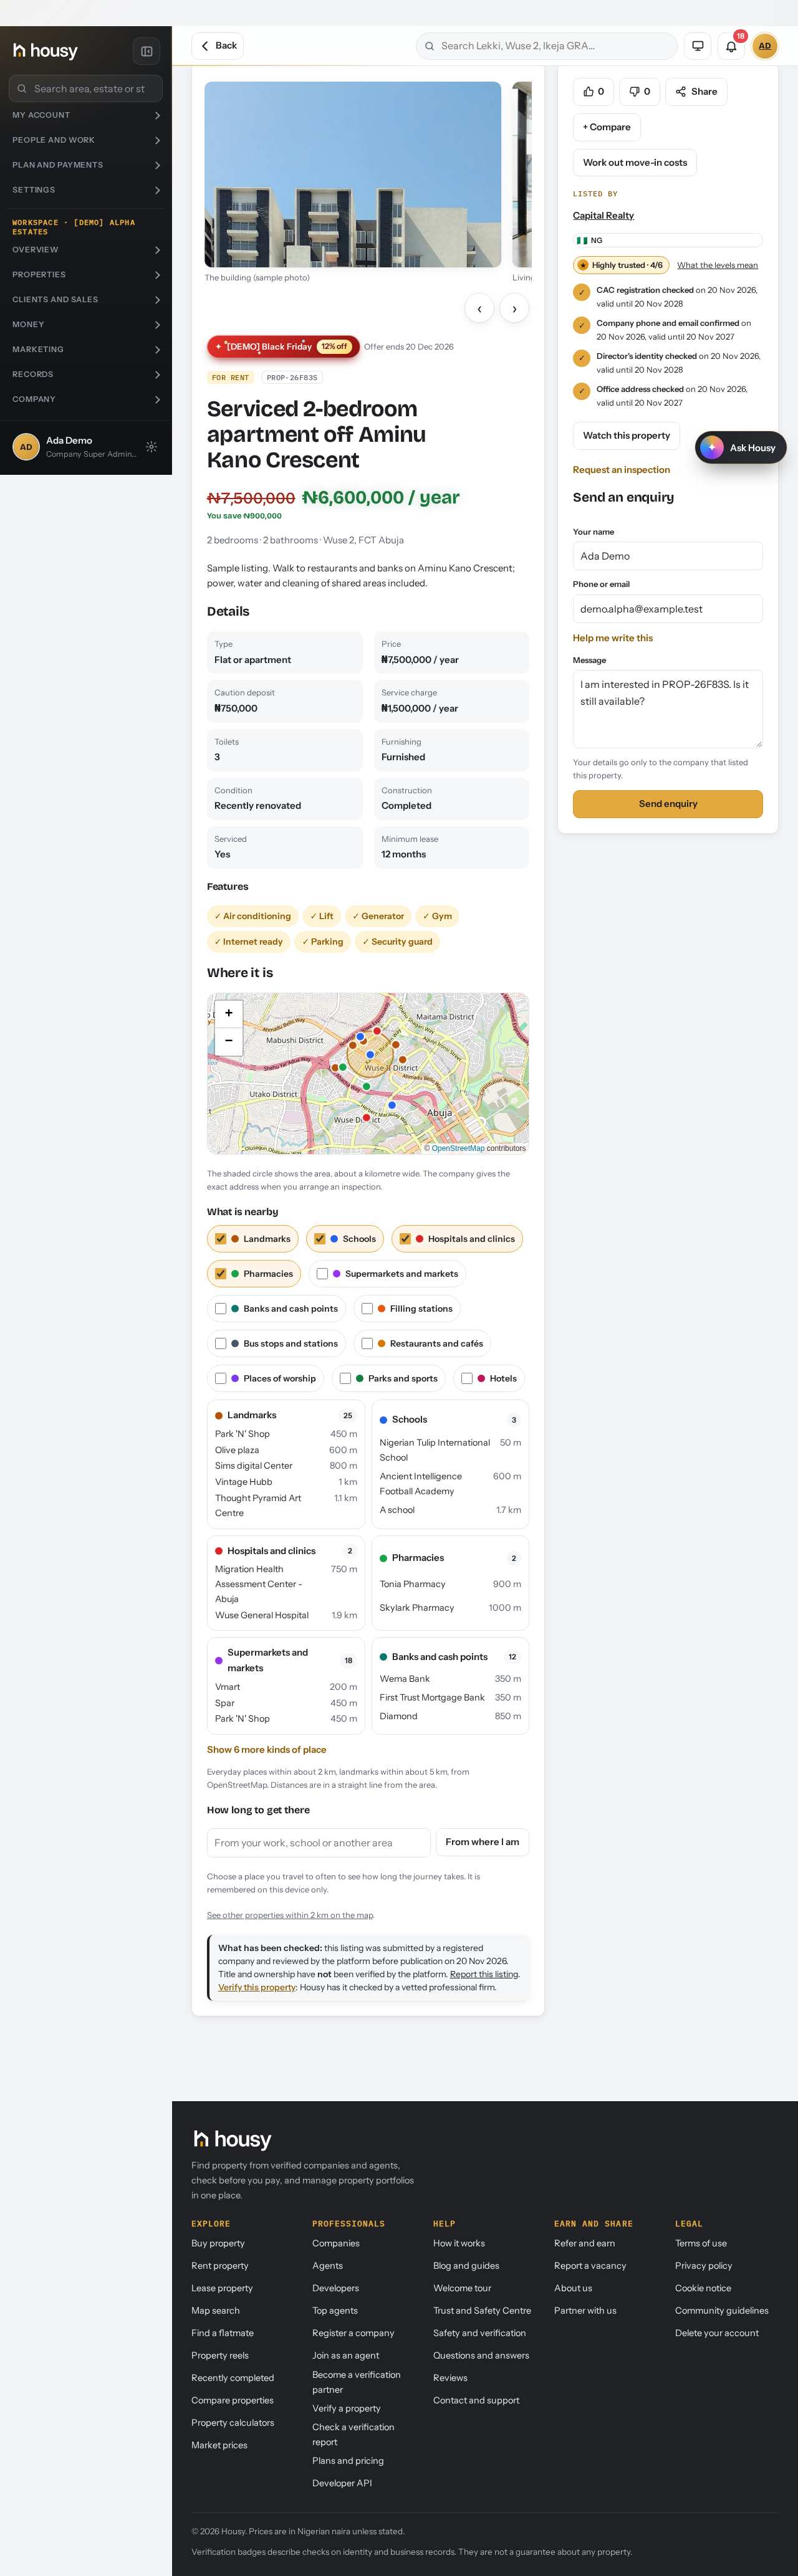 housy
Back
Search Lekki, Wuse 2, Ikeja GRA...
18
AD
Search area, estate or st
MY ACCOUNT
PEOPLE AND WORK
PLAN AND PAYMENTS
SETTINGS
WORKSPACE · [DEMO] ALPHA
ESTATES
OVERVIEW
PROPERTIES
CLIENTS AND SALES
MONEY
MARKETING
RECORDS
COMPANY
AD
Ada Demo
Company Super Admin...
The building (sample photo)
Livin
[DEMO] Black Friday 12% off Offer ends 20 Dec 2026
FOR RENT PROP-26F83S
Serviced 2-bedroom
apartment off Aminu
Kano Crescent
₦7,500,000 ₦6,600,000 / year
You save ₦900,000
2 bedrooms · 2 bathrooms · Wuse 2, FCT Abuja
Sample listing. Walk to restaurants and banks on Aminu Kano Crescent;
power, water and cleaning of shared areas included.
Details
Type
Flat or apartment
Price
₦7,500,000 / year
Caution deposit
₦750,000
Service charge
₦1,500,000 / year
Toilets
3
Furnishing
Furnished
Condition
Recently renovated
Construction
Completed
Serviced
Yes
Minimum lease
12 months
Features
✓ Air conditioning ✓ Lift ✓ Generator ✓ Gym
✓ Internet ready ✓ Parking ✓ Security guard
Where it is
+
−
Maitama District
Mabushi District
Wuse II District
Utako District
Abuja
Wuse District
© OpenStreetMap contributors
The shaded circle shows the area, about a kilometre wide. The company gives the
exact address when you arrange an inspection.
What is nearby
Landmarks Schools Hospitals and clinics
Pharmacies Supermarkets and markets
Banks and cash points Filling stations
Bus stops and stations Restaurants and cafés
Places of worship Parks and sports Hotels
Landmarks 25
Park 'N' Shop 450 m
Olive plaza 600 m
Sims digital Center 800 m
Vintage Hubb 1 km
Thought Pyramid Art 1.1 km
Centre
Schools 3
Nigerian Tulip International 50 m
School
Ancient Intelligence 600 m
Football Academy
A school 1.7 km
Hospitals and clinics 2
Migration Health 750 m
Assessment Center -
Abuja
Wuse General Hospital 1.9 km
Pharmacies 2
Tonia Pharmacy 900 m
Skylark Pharmacy 1000 m
Supermarkets and 18
markets
Vmart 200 m
Spar 450 m
Park 'N' Shop 450 m
Banks and cash points 12
Wema Bank 350 m
First Trust Mortgage Bank 350 m
Diamond 850 m
Show 6 more kinds of place
Everyday places within about 2 km, landmarks within about 5 km, from
OpenStreetMap. Distances are in a straight line from the area.
How long to get there
From your work, school or another area
From where I am
Choose a place you travel to often to see how long the journey takes. It is
remembered on this device only.
See other properties within 2 km on the map.
What has been checked: this listing was submitted by a registered
company and reviewed by the platform before publication on 20 Nov 2026.
Title and ownership have not been verified by the platform. Report this listing.
Verify this property: Housy has it checked by a vetted professional firm.
0 0 Share
+ Compare
Work out move-in costs
LISTED BY
Capital Realty
NG
Highly trusted · 4/6 What the levels mean
✓ CAC registration checked on 20 Nov 2026,
valid until 20 Nov 2028
✓ Company phone and email confirmed on
20 Nov 2026, valid until 20 Nov 2027
✓ Director's identity checked on 20 Nov 2026,
valid until 20 Nov 2028
✓ Office address checked on 20 Nov 2026,
valid until 20 Nov 2027
Watch this property
Ask Housy
Request an inspection
Send an enquiry
Your name
Ada Demo
Phone or email
demo.alpha@example.test
Help me write this
Message
I am interested in PROP-26F83S. Is it
still available?
Your details go only to the company that listed
this property.
Send enquiry
housy
Find property from verified companies and agents,
check before you pay, and manage property portfolios
in one place.
EXPLORE
Buy property
Rent property
Lease property
Map search
Find a flatmate
Property reels
Recently completed
Compare properties
Property calculators
Market prices
PROFESSIONALS
Companies
Agents
Developers
Top agents
Register a company
Join as an agent
Become a verification
partner
Verify a property
Check a verification
report
Plans and pricing
Developer API
HELP
How it works
Blog and guides
Welcome tour
Trust and Safety Centre
Safety and verification
Questions and answers
Reviews
Contact and support
EARN AND SHARE
Refer and earn
Report a vacancy
About us
Partner with us
LEGAL
Terms of use
Privacy policy
Cookie notice
Community guidelines
Delete your account
© 2026 Housy. Prices are in Nigerian naira unless stated.
Verification badges describe checks on identity and business records. They are not a guarantee about any property.